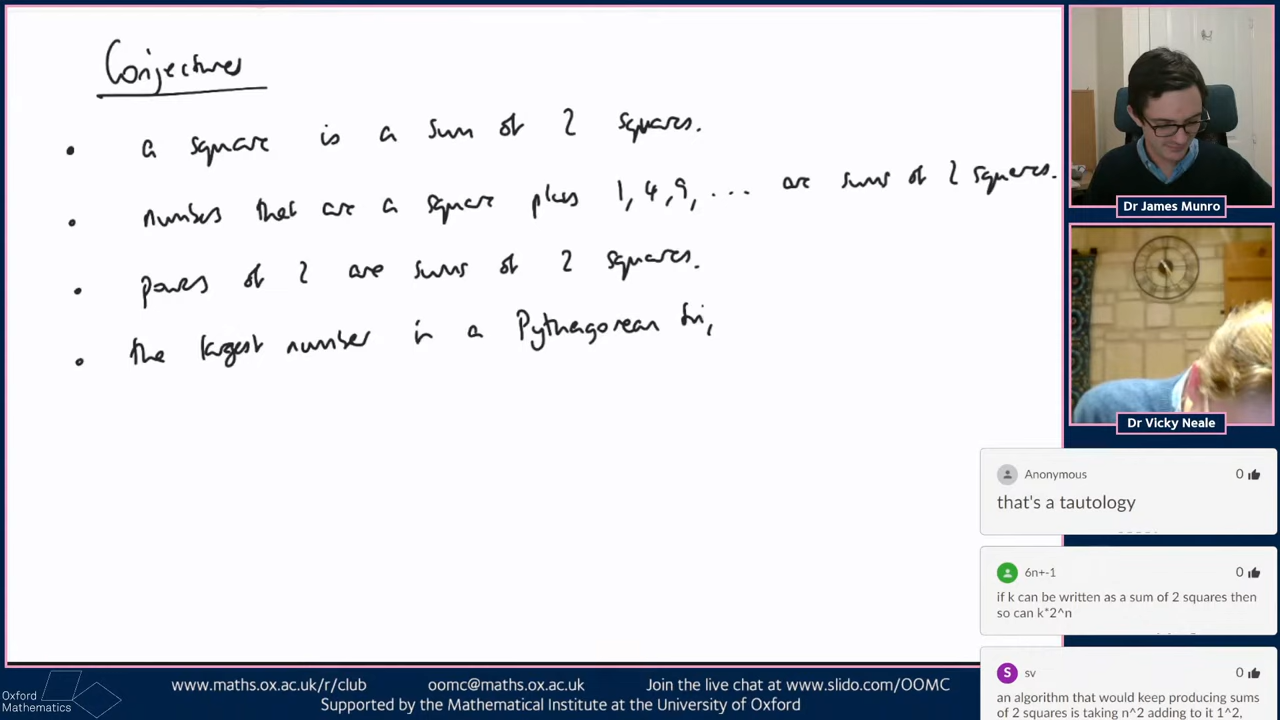 Conjectures
• a square is a sum of 2 squares.
• numbers that are a square plus 1, 4, 9, ... are sums of 2 squares.
• powers of 2 are sums of 2 squares.
• the largest number in a Pythagorean tri
Dr James Munro
Dr Vicky Neale
Anonymous
0
that's a tautology
6n+-1
0
if k can be written as a sum of 2 squares then
so can k*2^n
S
sv
0
an algorithm that would keep producing sums
of 2 squares is taking n^2 adding to it 1^2,
Oxford
Mathematics
www.maths.ox.ac.uk/r/club oomc@maths.ox.ac.uk Join the live chat at www.slido.com/OOMC
Supported by the Mathematical Institute at the University of Oxford